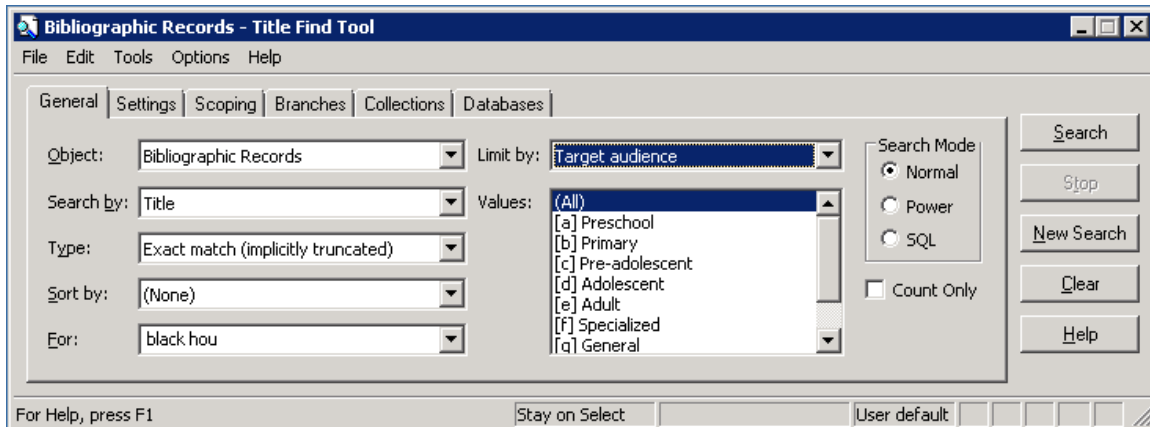 Bibliographic Records - Title Find Tool
File Edit Tools Options Help
General Settings Scoping Branches Collections Databases
Object: Bibliographic Records
Search by: Title
Type: Exact match (implicitly truncated)
Sort by: (None)
For: black hou
Limit by: Target audience
Values: (All)
[a] Preschool
[b] Primary
[c] Pre-adolescent
[d] Adolescent
[e] Adult
[f] Specialized
[g] General
Search Mode
Normal
Power
SQL
Count Only
Search
Stop
New Search
Clear
Help
For Help, press F1 Stay on Select User default